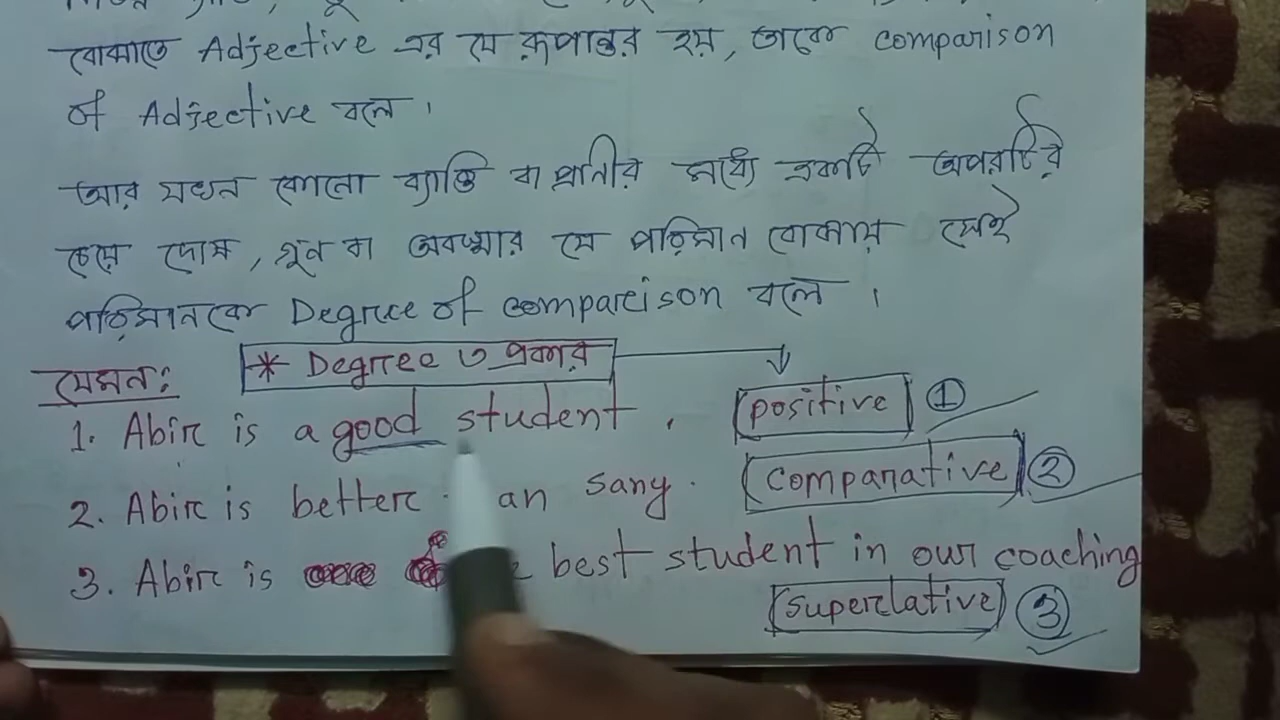 বোঝাতে Adjective এর যে রূপান্তর হয়, তাকে comparison
of Adjective বলে ।
আর যখন কোনো ব্যাক্তি বা প্রানীর মধ্যে একটি অপরটির
চেয়ে দোষ, গুন বা অবস্থার যে পরিমান বোঝায় সেই
পরিমানকে Degree of comparison বলে ।
যেমন: * Degree ৩ প্রকার
1. Abir is a good student. positive 1
2. Abir is better an sany. comparative 2
3. Abir is best student in our coaching
superlative 3